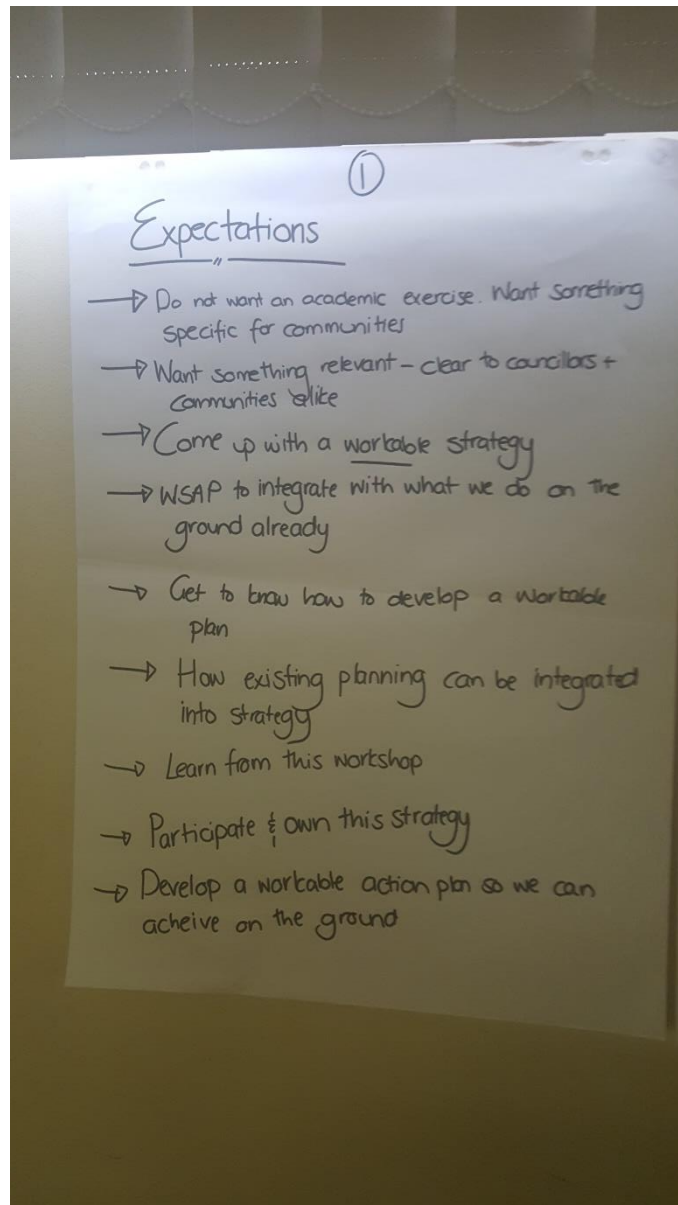 ①
Expectations
"
→ Do not want an academic exercise. Want something
specific for communities
→ Want something relevant - clear to councillors +
communities alike
→ Come up with a workable strategy
→ WSAP to integrate with what we do on the
ground already
→ Get to know how to develop a workable
plan
→ How existing planning can be integrated
into strategy
→ Learn from this workshop
→ Participate & own this strategy
→ Develop a workable action plan so we can
acheive on the ground